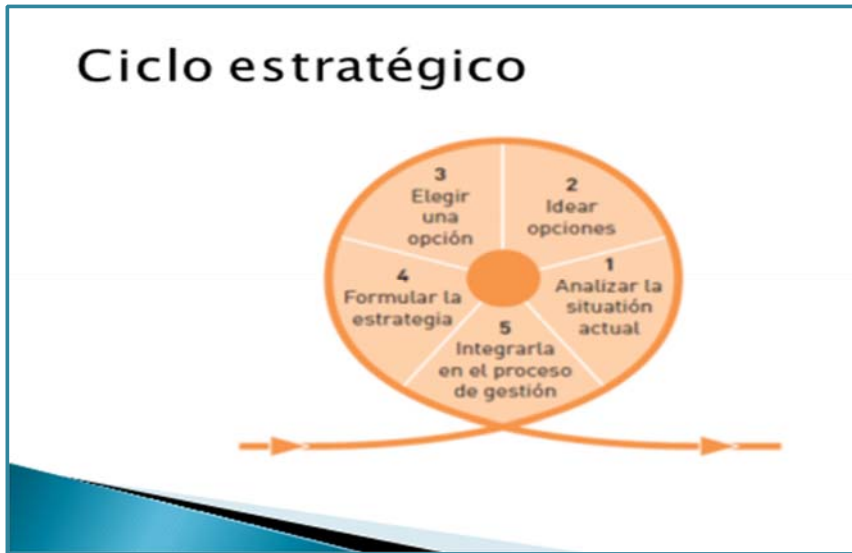 Ciclo estratégico
1
Analizar la
situatión
actual
2
Idear
opciones
3
Elegir
una
opción
4
Formular la
estrategia
5
Integrarla
en el proceso
de gestión